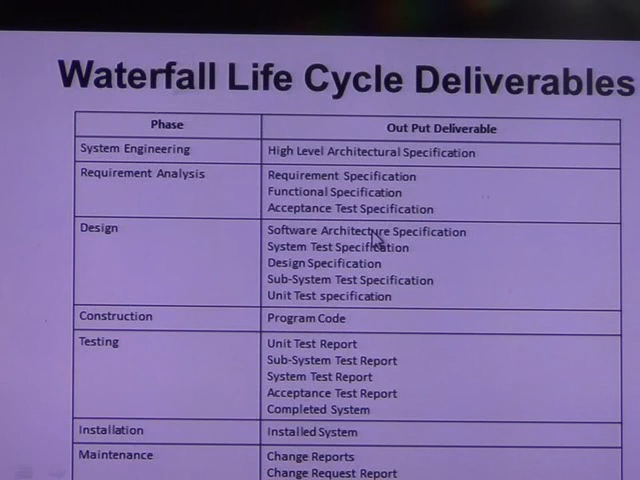 Waterfall Life Cycle Deliverables
Phase Out Put Deliverable
System Engineering High Level Architectural Specification
Requirement Analysis Requirement Specification
Functional Specification
Acceptance Test Specification
Design Software Architecture Specification
System Test Specification
Design Specification
Sub-System Test Specification
Unit Test specification
Construction Program Code
Testing Unit Test Report
Sub-System Test Report
System Test Report
Acceptance Test Report
Completed System
Installation Installed System
Maintenance Change Reports
Change Request Report